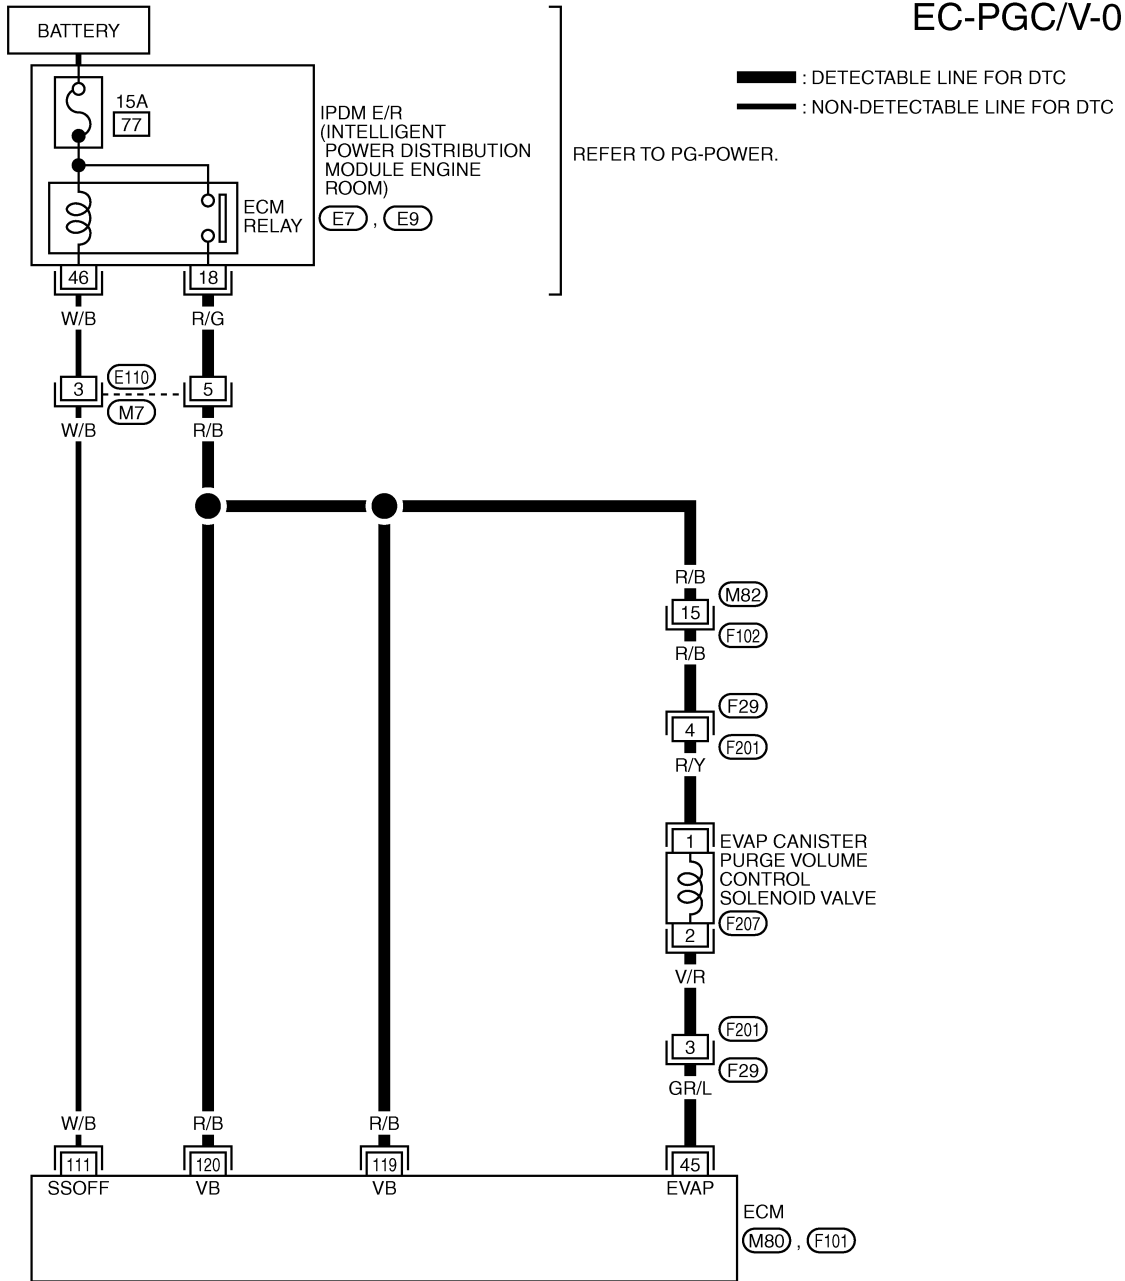 EC-PGC/V-0
BATTERY
: DETECTABLE LINE FOR DTC
: NON-DETECTABLE LINE FOR DTC
15A
77
IPDM E/R
(INTELLIGENT
POWER DISTRIBUTION
MODULE ENGINE
ROOM)
E7 , E9
REFER TO PG-POWER.
ECM
RELAY
46
18
W/B
R/G
3
E110
M7
5
W/B
R/B
R/B
15
M82
F102
R/B
4
F29
F201
R/Y
1
EVAP CANISTER
PURGE VOLUME
CONTROL
SOLENOID VALVE
F207
2
V/R
3
F201
F29
GR/L
W/B
R/B
R/B
111
120
119
45
SSOFF
VB
VB
EVAP
ECM
M80 , F101